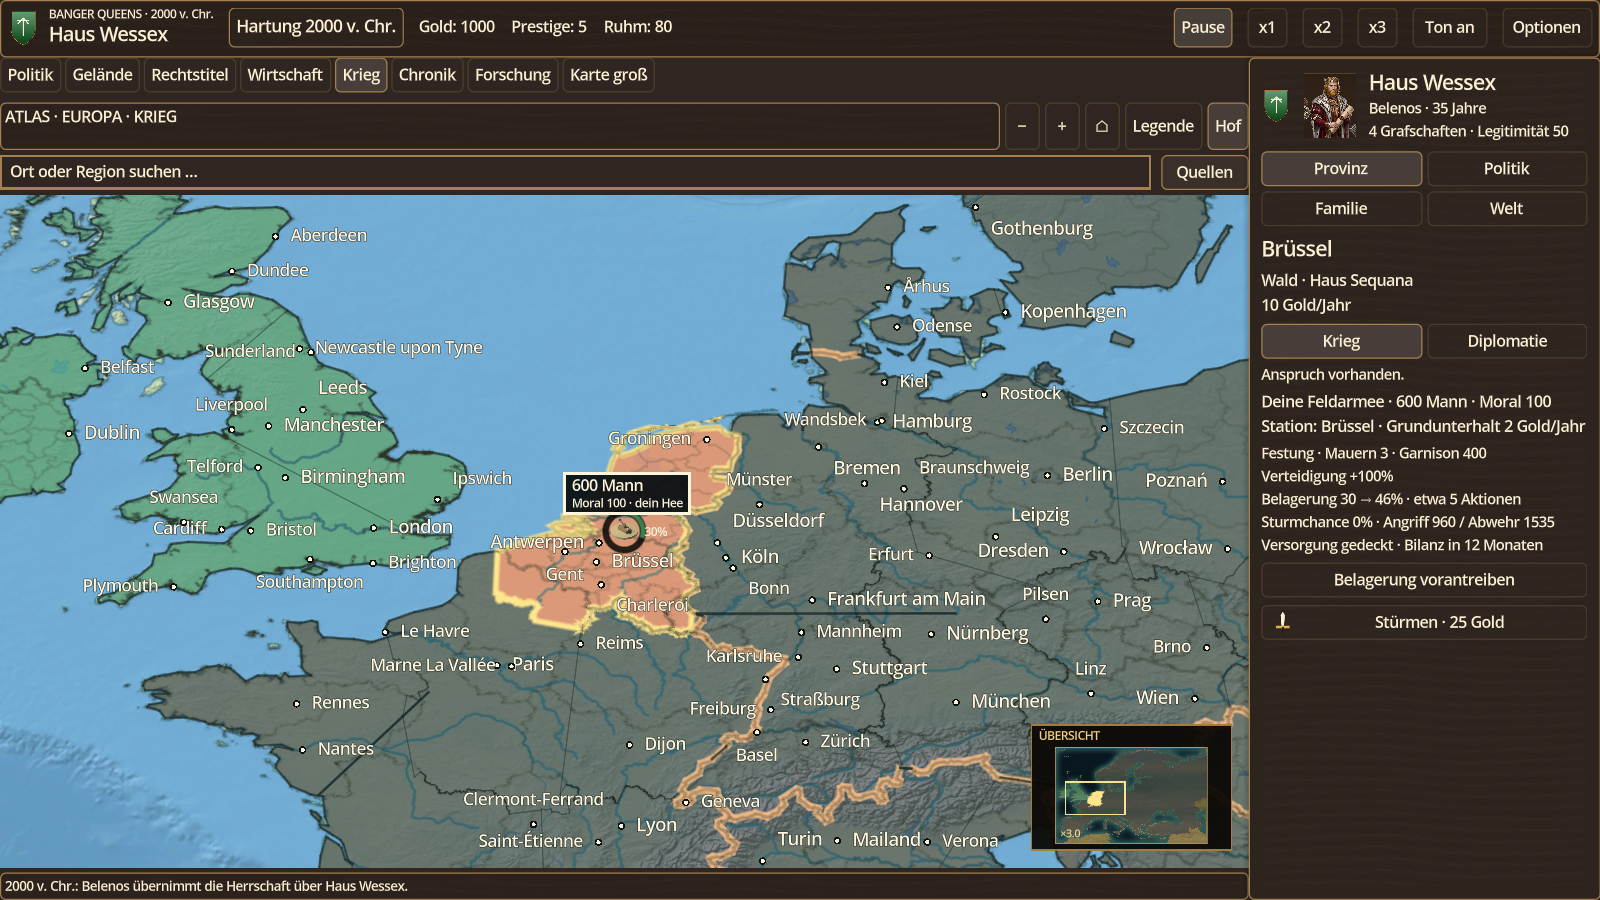 BANGER QUEENS · 2000 v. Chr.
Haus Wessex
Hartung 2000 v. Chr.
Gold: 1000
Prestige: 5
Ruhm: 80
Pause
x1
x2
x3
Ton an
Optionen
Politik
Gelände
Rechtstitel
Wirtschaft
Krieg
Chronik
Forschung
Karte groß
ATLAS · EUROPA · KRIEG
−
+
Legende
Hof
Ort oder Region suchen ...
Quellen
Aberdeen
Dundee
Glasgow
Sunderland
Newcastle upon Tyne
Belfast
Leeds
Liverpool
Manchester
Dublin
Telford
Birmingham
Ipswich
Swansea
Cardiff
Bristol
London
Brighton
Southampton
Plymouth
Gothenburg
Århus
Kopenhagen
Odense
Kiel
Rostock
Wandsbek
Hamburg
Szczecin
Groningen
Bremen
Braunschweig
Berlin
Poznań
Münster
Hannover
600 Mann
Moral 100 · dein Hee
30%
Düsseldorf
Leipzig
Antwerpen
Brüssel
Köln
Erfurt
Dresden
Wrocław
Gent
Bonn
Charleroi
Frankfurt am Main
Pilsen
Prag
Le Havre
Reims
Mannheim
Nürnberg
Brno
Marne La Vallée
Paris
Karlsruhe
Stuttgart
Linz
Rennes
Freiburg
Straßburg
München
Wien
Nantes
Dijon
Basel
Zürich
Clermont-Ferrand
Geneva
Saint-Étienne
Lyon
Turin
Mailand
Verona
ÜBERSICHT
x3.0
2000 v. Chr.: Belenos übernimmt die Herrschaft über Haus Wessex.
Haus Wessex
Belenos · 35 Jahre
4 Grafschaften · Legitimität 50
Provinz
Politik
Familie
Welt
Brüssel
Wald · Haus Sequana
10 Gold/Jahr
Krieg
Diplomatie
Anspruch vorhanden.
Deine Feldarmee · 600 Mann · Moral 100
Station: Brüssel · Grundunterhalt 2 Gold/Jahr
Festung · Mauern 3 · Garnison 400
Verteidigung +100%
Belagerung 30 → 46% · etwa 5 Aktionen
Sturmchance 0% · Angriff 960 / Abwehr 1535
Versorgung gedeckt · Bilanz in 12 Monaten
Belagerung vorantreiben
Stürmen · 25 Gold